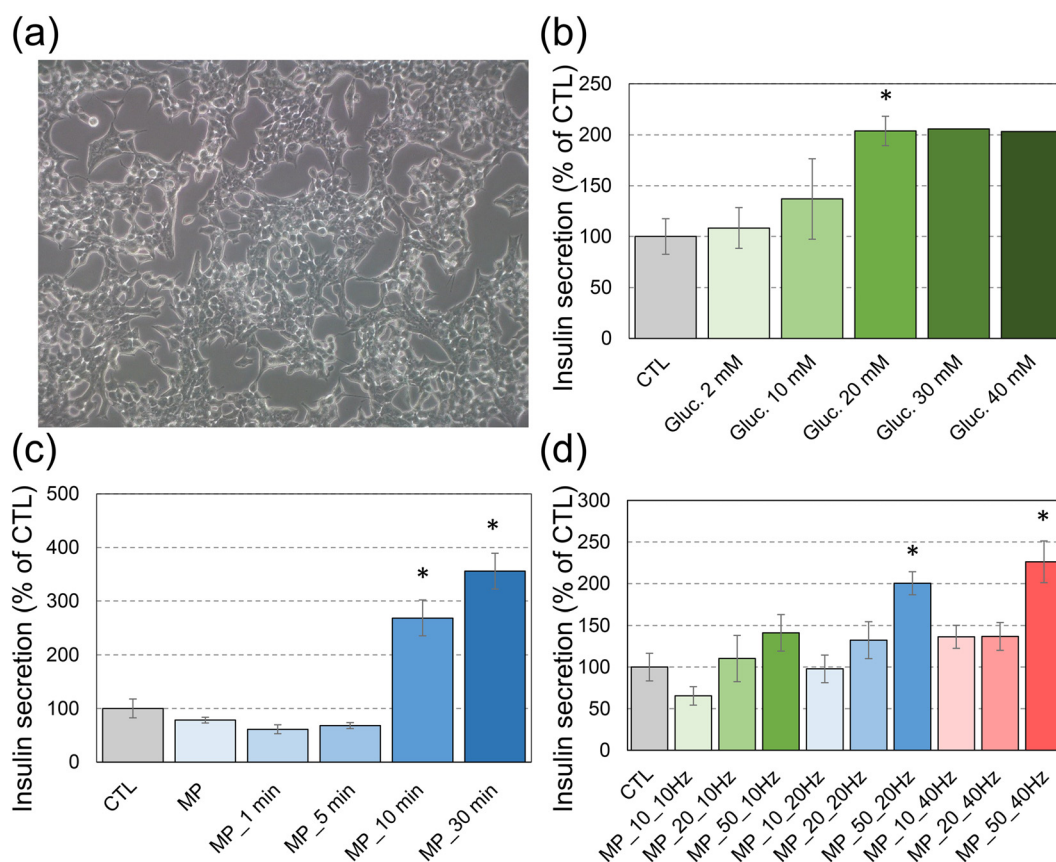 (a)
(b)
Insulin secretion (% of CTL)
250
200
150
100
50
0
*
CTL
Gluc. 2 mM
Gluc. 10 mM
Gluc. 20 mM
Gluc. 30 mM
Gluc. 40 mM
(c)
Insulin secretion (% of CTL)
500
400
300
200
100
0
*
*
CTL
MP
MP_1 min
MP_5 min
MP_10 min
MP_30 min
(d)
Insulin secretion (% of CTL)
300
250
200
150
100
50
0
*
*
CTL
MP_10_10Hz
MP_20_10Hz
MP_50_10Hz
MP_10_20Hz
MP_20_20Hz
MP_50_20Hz
MP_10_40Hz
MP_20_40Hz
MP_50_40Hz